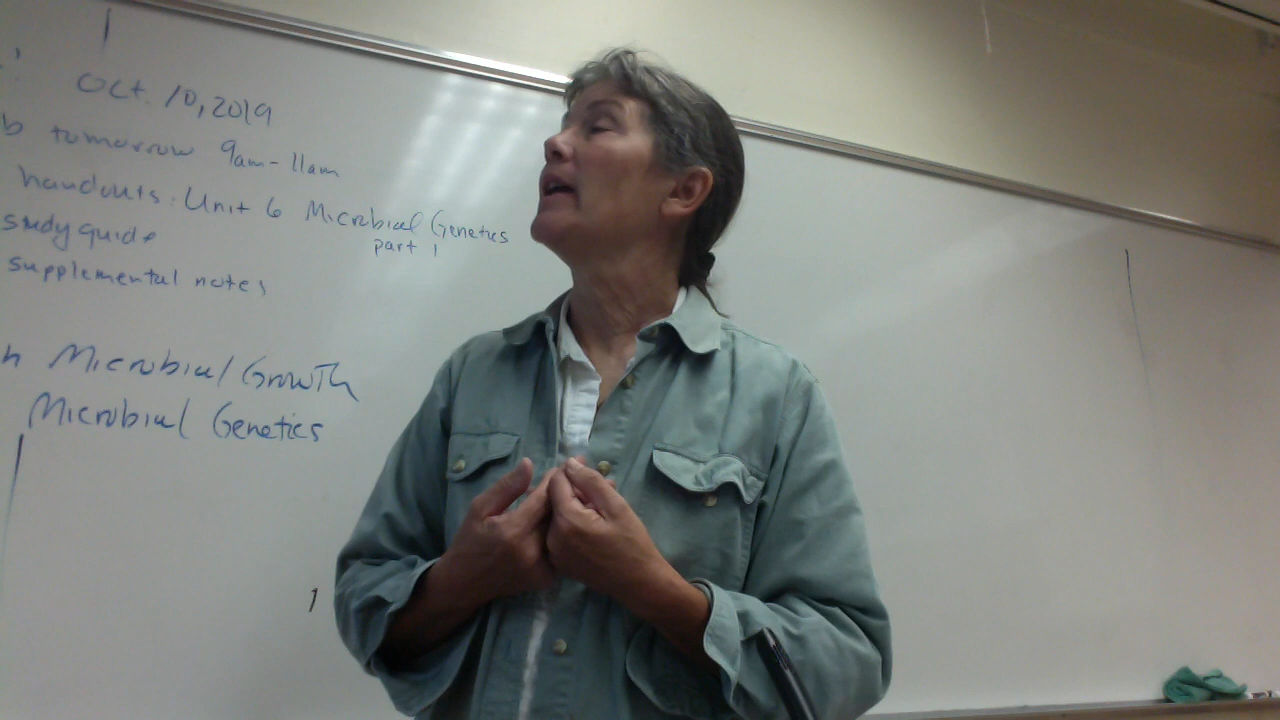 Oct. 10, 2019
b tomorrow 9am-11am
handouts: Unit 6 Microbial Genetics
part 1
study guide
supplemental notes
h Microbial Growth
Microbial Genetics